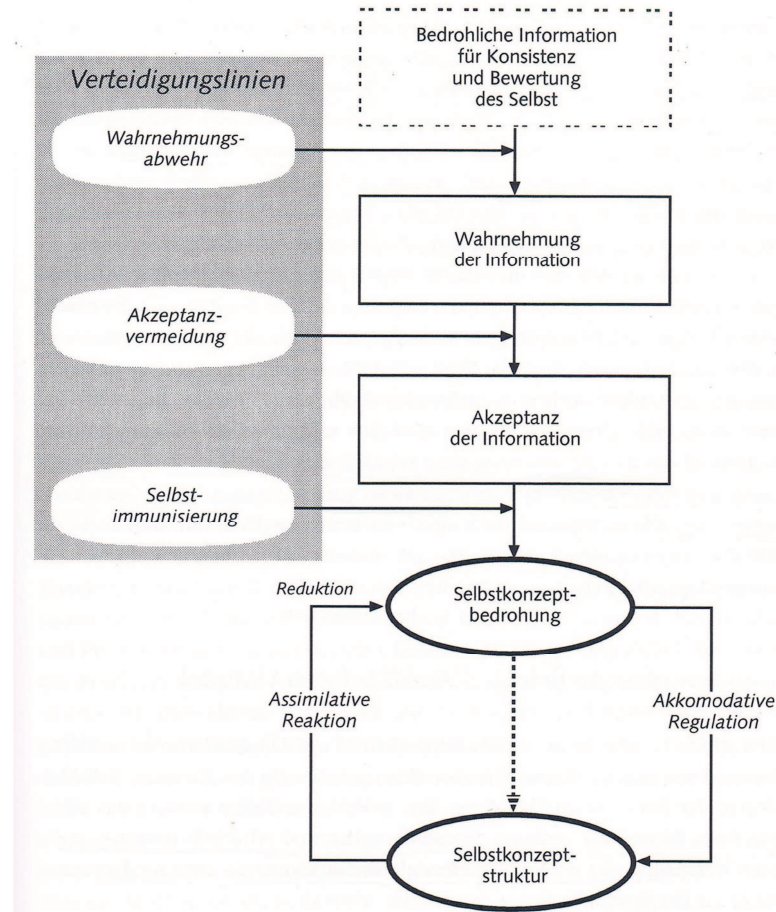 Bedrohliche Information
für Konsistenz
und Bewertung
des Selbst
Verteidigungslinien
Wahrnehmungs-
abwehr
Wahrnehmung
der Information
Akzeptanz-
vermeidung
Akzeptanz
der Information
Selbst-
immunisierung
Reduktion
Selbstkonzept-
bedrohung
Assimilative
Reaktion
Akkomodative
Regulation
Selbstkonzept-
struktur